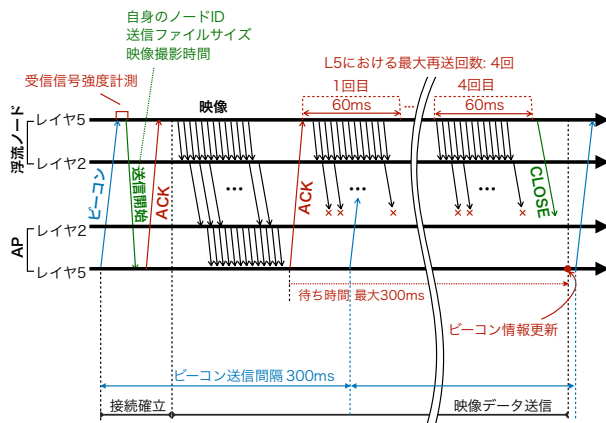 自身のノードID
送信ファイルサイズ
映像撮影時間
L5における最大再送回数: 4回
受信信号強度計測
1回目
4回目
映像
60ms
...
60ms
浮流ノード
レイヤ5
レイヤ2
ビーコン
送信開始
ACK
...
ACK
...
...
CLOSE
AP
レイヤ2
レイヤ5
待ち時間 最大300ms
ビーコン情報更新
ビーコン送信間隔 300ms
接続確立
映像データ送信